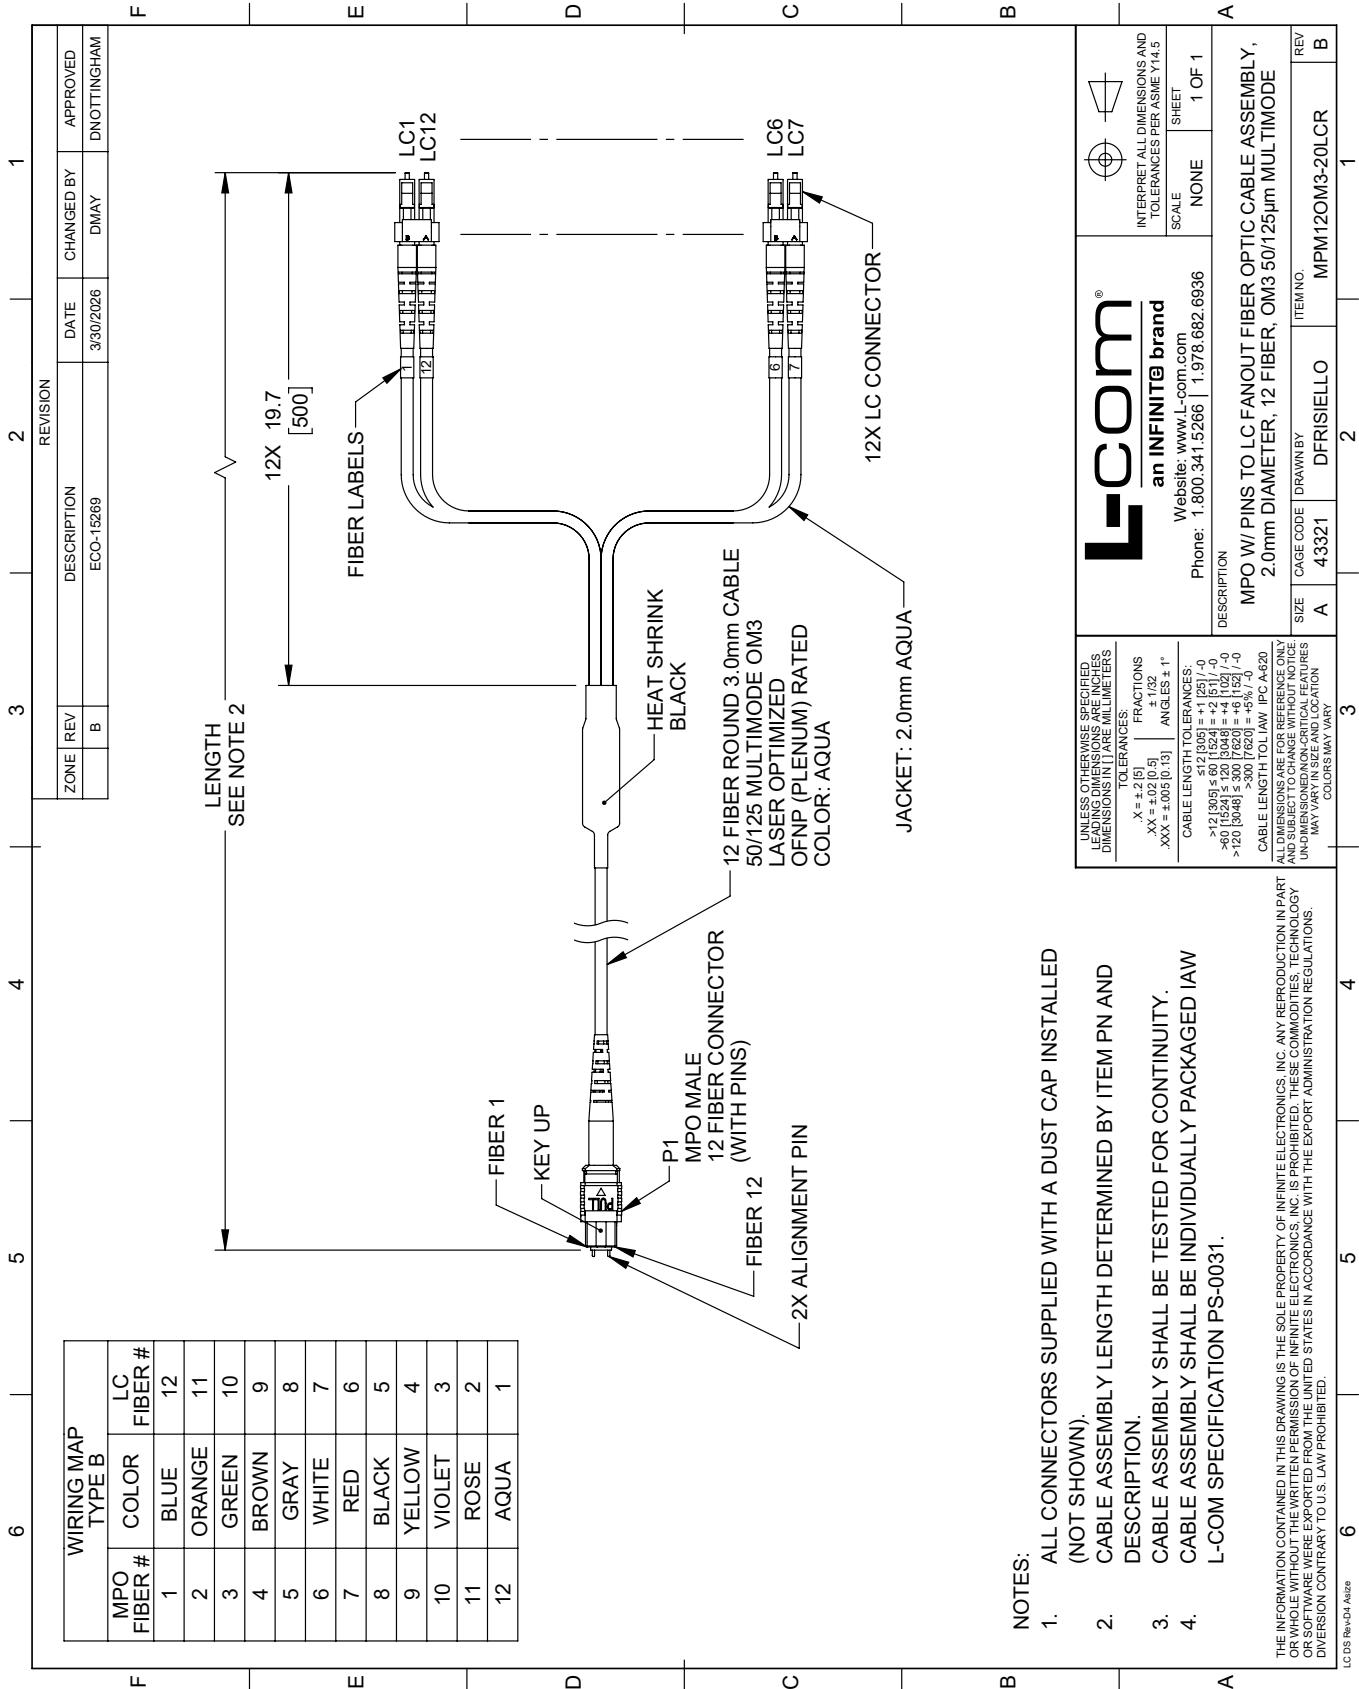 6
5
4
3
2
1
F
E
D
C
B
A
REVISION
ZONE REV DESCRIPTION DATE CHANGED BY APPROVED
B ECO-15269 3/30/2026 DMAY DNOTTINGHAM
WIRING MAP
TYPE B
MPO FIBER # COLOR LC FIBER #
1 BLUE 12
2 ORANGE 11
3 GREEN 10
4 BROWN 9
5 GRAY 8
6 WHITE 7
7 RED 6
8 BLACK 5
9 YELLOW 4
10 VIOLET 3
11 ROSE 2
12 AQUA 1
LENGTH
SEE NOTE 2
12X 19.7
[500]
FIBER LABELS
1
12
B
A
LC1
LC12
6
7
B
A
LC6
LC7
12X LC CONNECTOR
FIBER 1
KEY UP
PULL
P1
MPO MALE
12 FIBER CONNECTOR
(WITH PINS)
FIBER 12
2X ALIGNMENT PIN
HEAT SHRINK
BLACK
12 FIBER ROUND 3.0mm CABLE
50/125 MULTIMODE OM3
LASER OPTIMIZED
OFNP (PLENUM) RATED
COLOR: AQUA
JACKET: 2.0mm AQUA
NOTES:
1. ALL CONNECTORS SUPPLIED WITH A DUST CAP INSTALLED
(NOT SHOWN).
2. CABLE ASSEMBLY LENGTH DETERMINED BY ITEM PN AND
DESCRIPTION.
3. CABLE ASSEMBLY SHALL BE TESTED FOR CONTINUITY.
4. CABLE ASSEMBLY SHALL BE INDIVIDUALLY PACKAGED IAW
L-COM SPECIFICATION PS-0031.
THE INFORMATION CONTAINED IN THIS DRAWING IS THE SOLE PROPERTY OF INFINITE ELECTRONICS, INC. ANY REPRODUCTION IN PART
OR WHOLE WITHOUT THE WRITTEN PERMISSION OF INFINITE ELECTRONICS, INC. IS PROHIBITED. THESE COMMODITIES, TECHNOLOGY
OR SOFTWARE WERE EXPORTED FROM THE UNITED STATES IN ACCORDANCE WITH THE EXPORT ADMINISTRATION REGULATIONS.
DIVERSION CONTRARY TO U.S. LAW PROHIBITED.
UNLESS OTHERWISE SPECIFIED
LEADING DIMENSIONS ARE INCHES
DIMENSIONS IN [ ] ARE MILLIMETERS
TOLERANCES:
.X = ±.2 [5] FRACTIONS
.XX = ±.02 [0.5] ± 1/32
.XXX = ±.005 [0.13] ANGLES ± 1°
CABLE LENGTH TOLERANCES:
≤12 [305] = +1 [25] / -0
>12 [305] ≤ 60 [1524] = +2 [51] / -0
>60 [1524] ≤ 120 [3048] = +4 [102] / -0
>120 [3048] ≤ 300 [7620] = +6 [152] / -0
>300 [7620] = +5% / -0
CABLE LENGTH TOL IAW IPC A-620
ALL DIMENSIONS ARE FOR REFERENCE ONLY
AND SUBJECT TO CHANGE WITHOUT NOTICE.
UN-DIMENSIONED/NON-CRITICAL FEATURES
MAY VARY IN SIZE AND LOCATION
COLORS MAY VARY
L-com®
an INFINIT@ brand
Website: www.L-com.com
Phone: 1.800.341.5266 | 1.978.682.6936
INTERPRET ALL DIMENSIONS AND
TOLERANCES PER ASME Y14.5
SCALE NONE SHEET 1 OF 1
DESCRIPTION
MPO W/ PINS TO LC FANOUT FIBER OPTIC CABLE ASSEMBLY,
2.0mm DIAMETER, 12 FIBER, OM3 50/125µm MULTIMODE
SIZE A CAGE CODE 43321 DRAWN BY DFRISIELLO ITEM NO. MPM12OM3-20LCR REV B
6
5
4
3
2
1
F
E
D
C
B
A
LC DS Rev-D4 Asize